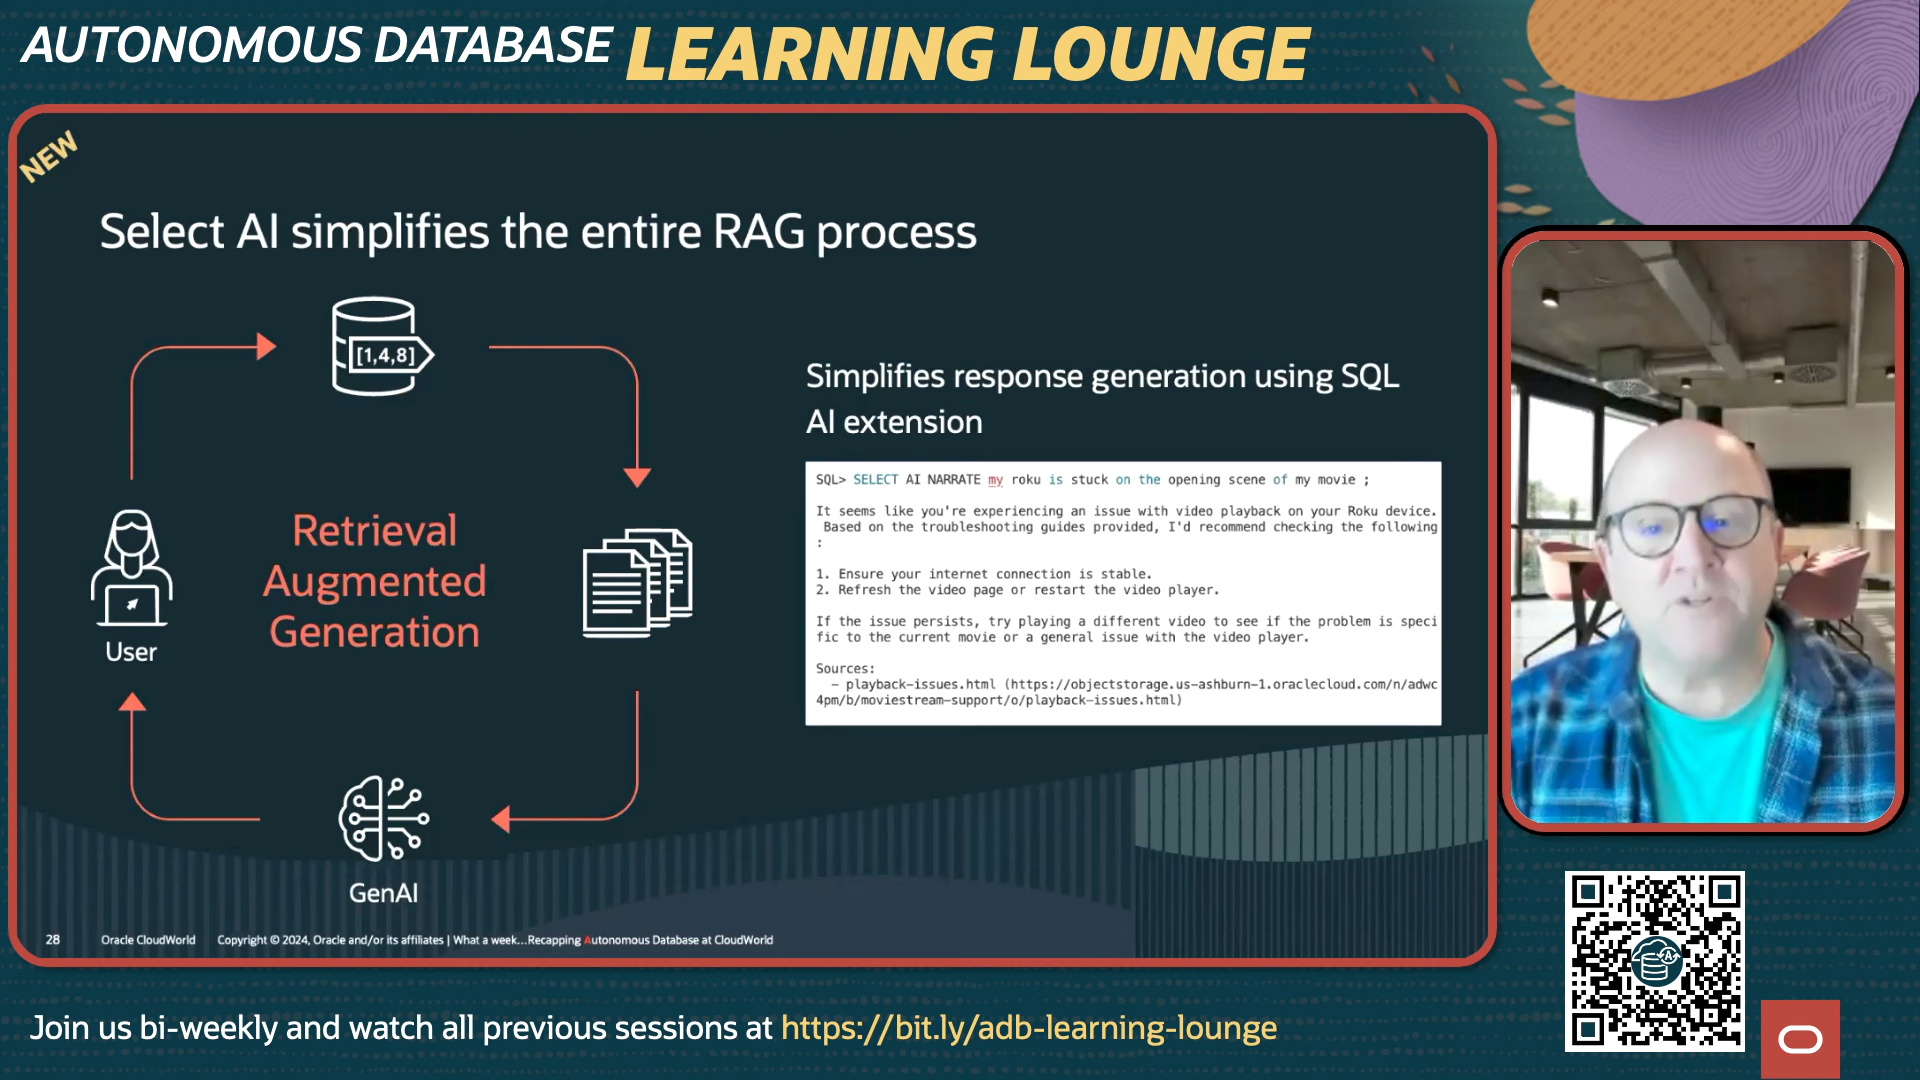 AUTONOMOUS DATABASE LEARNING LOUNGE
NEW
Select AI simplifies the entire RAG process
[1,4,8]
User
Retrieval
Augmented
Generation
GenAI
Simplifies response generation using SQL
AI extension
SQL> SELECT AI NARRATE my roku is stuck on the opening scene of my movie ;
It seems like you're experiencing an issue with video playback on your Roku device.
Based on the troubleshooting guides provided, I'd recommend checking the following
:
1. Ensure your internet connection is stable.
2. Refresh the video page or restart the video player.
If the issue persists, try playing a different video to see if the problem is speci
fic to the current movie or a general issue with the video player.
Sources:
- playback-issues.html (https://objectstorage.us-ashburn-1.oraclecloud.com/n/adwc
4pm/b/moviestream-support/o/playback-issues.html)
28 Oracle CloudWorld Copyright © 2024, Oracle and/or its affiliates | What a week...Recapping Autonomous Database at CloudWorld
A
Join us bi-weekly and watch all previous sessions at https://bit.ly/adb-learning-lounge